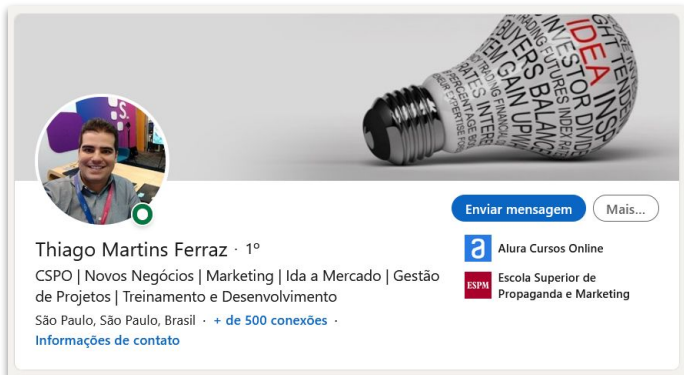 IDEA
INVESTOR
BUYERS BALANC
GAIN
Enviar mensagem
Mais...
Thiago Martins Ferraz · 1º
a
Alura Cursos Online
CSPO | Novos Negócios | Marketing | Ida a Mercado | Gestão
de Projetos | Treinamento e Desenvolvimento
ESPM
Escola Superior de
Propaganda e Marketing
São Paulo, São Paulo, Brasil · + de 500 conexões ·
Informações de contato